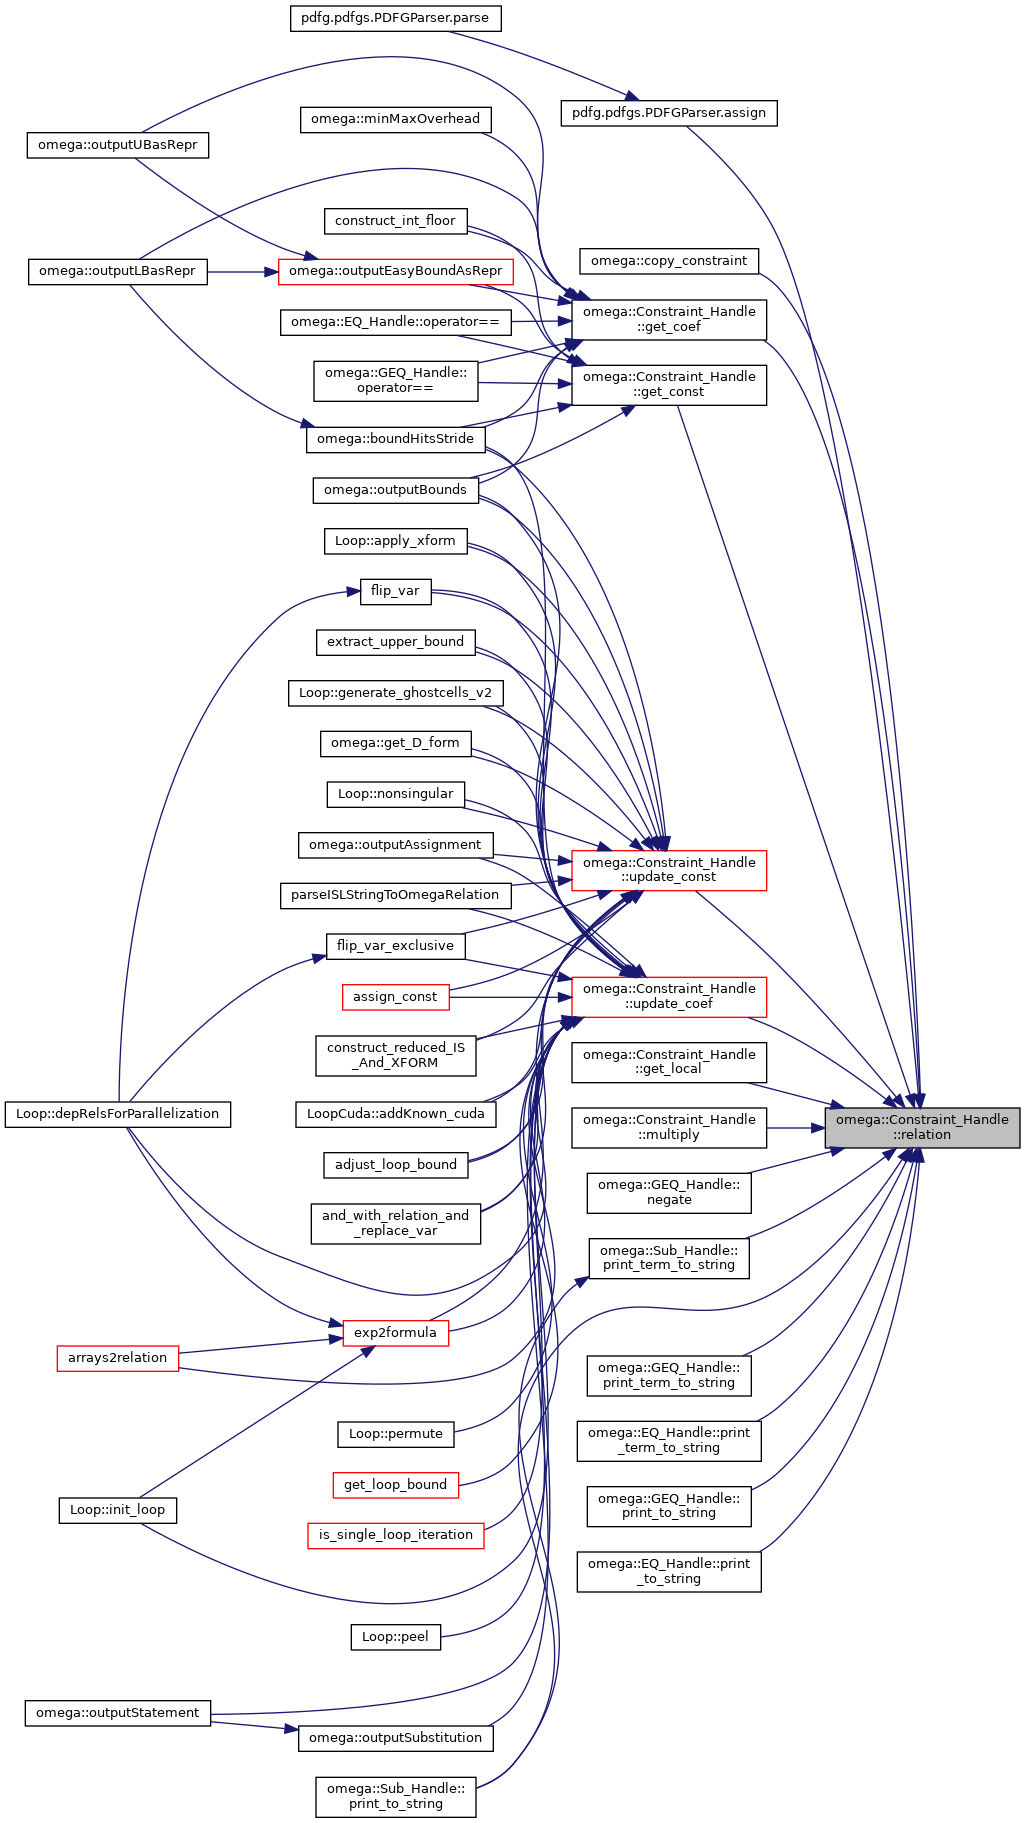 pdfg.pdfgs.PDFGParser.parse
pdfg.pdfgs.PDFGParser.assign
omega::minMaxOverhead
omega::outputUBasRepr
construct_int_floor
omega::copy_constraint
omega::outputLBasRepr
omega::outputEasyBoundAsRepr
omega::Constraint_Handle
::get_coef
omega::EQ_Handle::operator==
omega::GEQ_Handle::
operator==
omega::Constraint_Handle
::get_const
omega::boundHitsStride
omega::outputBounds
Loop::apply_xform
flip_var
extract_upper_bound
Loop::generate_ghostcells_v2
omega::get_D_form
Loop::nonsingular
omega::outputAssignment
omega::Constraint_Handle
::update_const
parseISLStringToOmegaRelation
flip_var_exclusive
assign_const
omega::Constraint_Handle
::update_coef
construct_reduced_IS
_And_XFORM
omega::Constraint_Handle
::get_local
Loop::depRelsForParallelization
LoopCuda::addKnown_cuda
omega::Constraint_Handle
::multiply
omega::Constraint_Handle
::relation
adjust_loop_bound
omega::GEQ_Handle::
negate
and_with_relation_and
_replace_var
omega::Sub_Handle::
print_term_to_string
exp2formula
arrays2relation
omega::GEQ_Handle::
print_term_to_string
Loop::permute
omega::EQ_Handle::print
_term_to_string
get_loop_bound
Loop::init_loop
omega::GEQ_Handle::
print_to_string
is_single_loop_iteration
omega::EQ_Handle::print
_to_string
Loop::peel
omega::outputStatement
omega::outputSubstitution
omega::Sub_Handle::
print_to_string